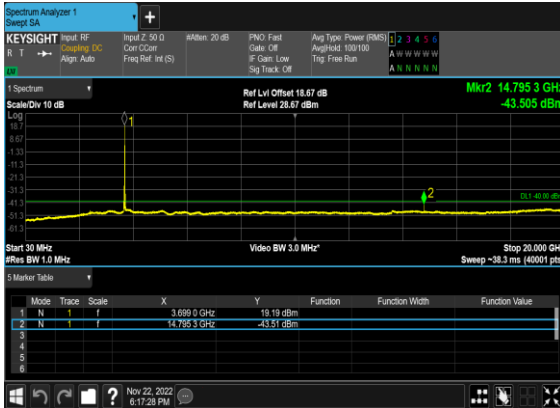 Spectrum Analyzer 1
Swept SA
+
KEYSIGHT Input: RF Input Z: 50 Ω #Atten: 20 dB PNO: Fast Avg Type: Power (RMS) 1 2 3 4 5 6
R T Coupling: DC Corr CCorr Gate: Off Avg|Hold: 100/100 A W W W W W
Align: Auto Freq Ref: Int (S) IF Gain: Low Trig: Free Run
Sig Track: Off A N N N N N
1 Spectrum Ref Lvl Offset 18.67 dB Mkr2 14.795 3 GHz
Scale/Div 10 dB Ref Level 28.67 dBm -43.505 dBm
Log
18.7
8.67
-1.33
-11.3
-21.3
-31.3
-41.3
-51.3
-61.3
1
2
DL1 -40.00 dBm
Start 30 MHz Video BW 3.0 MHz* Stop 20.000 GHz
#Res BW 1.0 MHz Sweep ~38.3 ms (40001 pts)
5 Marker Table
Mode Trace Scale X Y Function Function Width Function Value
1 N 1 f 3.699 0 GHz 19.19 dBm
2 N 1 f 14.795 3 GHz -43.51 dBm
3
4
5
6
? Nov 22, 2022
6:17:28 PM